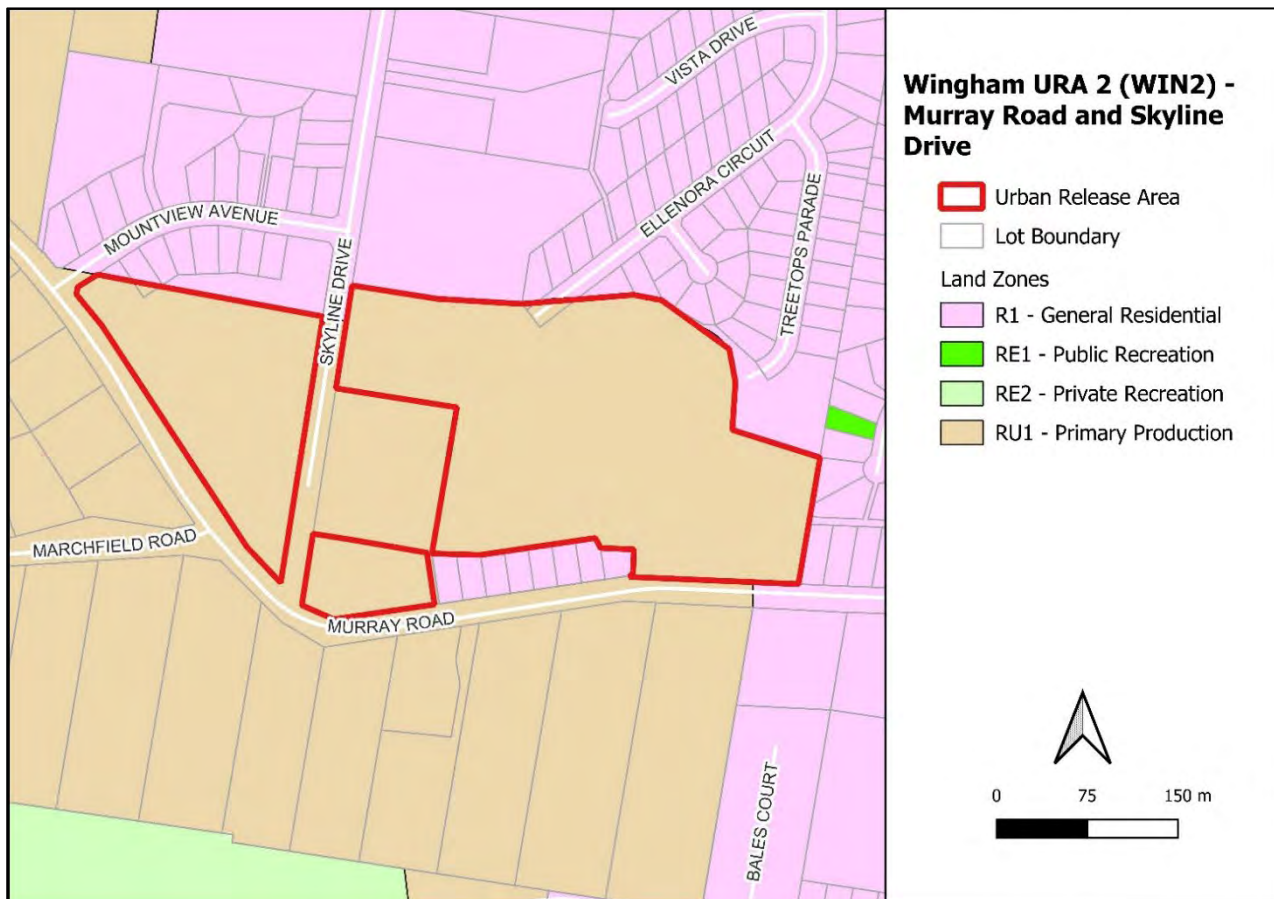 VISTA DRIVE
ELLENORA CIRCUIT
TREETOPS PARADE
MOUNTVIEW AVENUE
SKYLINE DRIVE
MARCHFIELD ROAD
MURRAY ROAD
BALES COURT
Wingham URA 2 (WIN2) -
Murray Road and Skyline
Drive
Urban Release Area
Lot Boundary
Land Zones
R1 - General Residential
RE1 - Public Recreation
RE2 - Private Recreation
RU1 - Primary Production
0 75 150 m